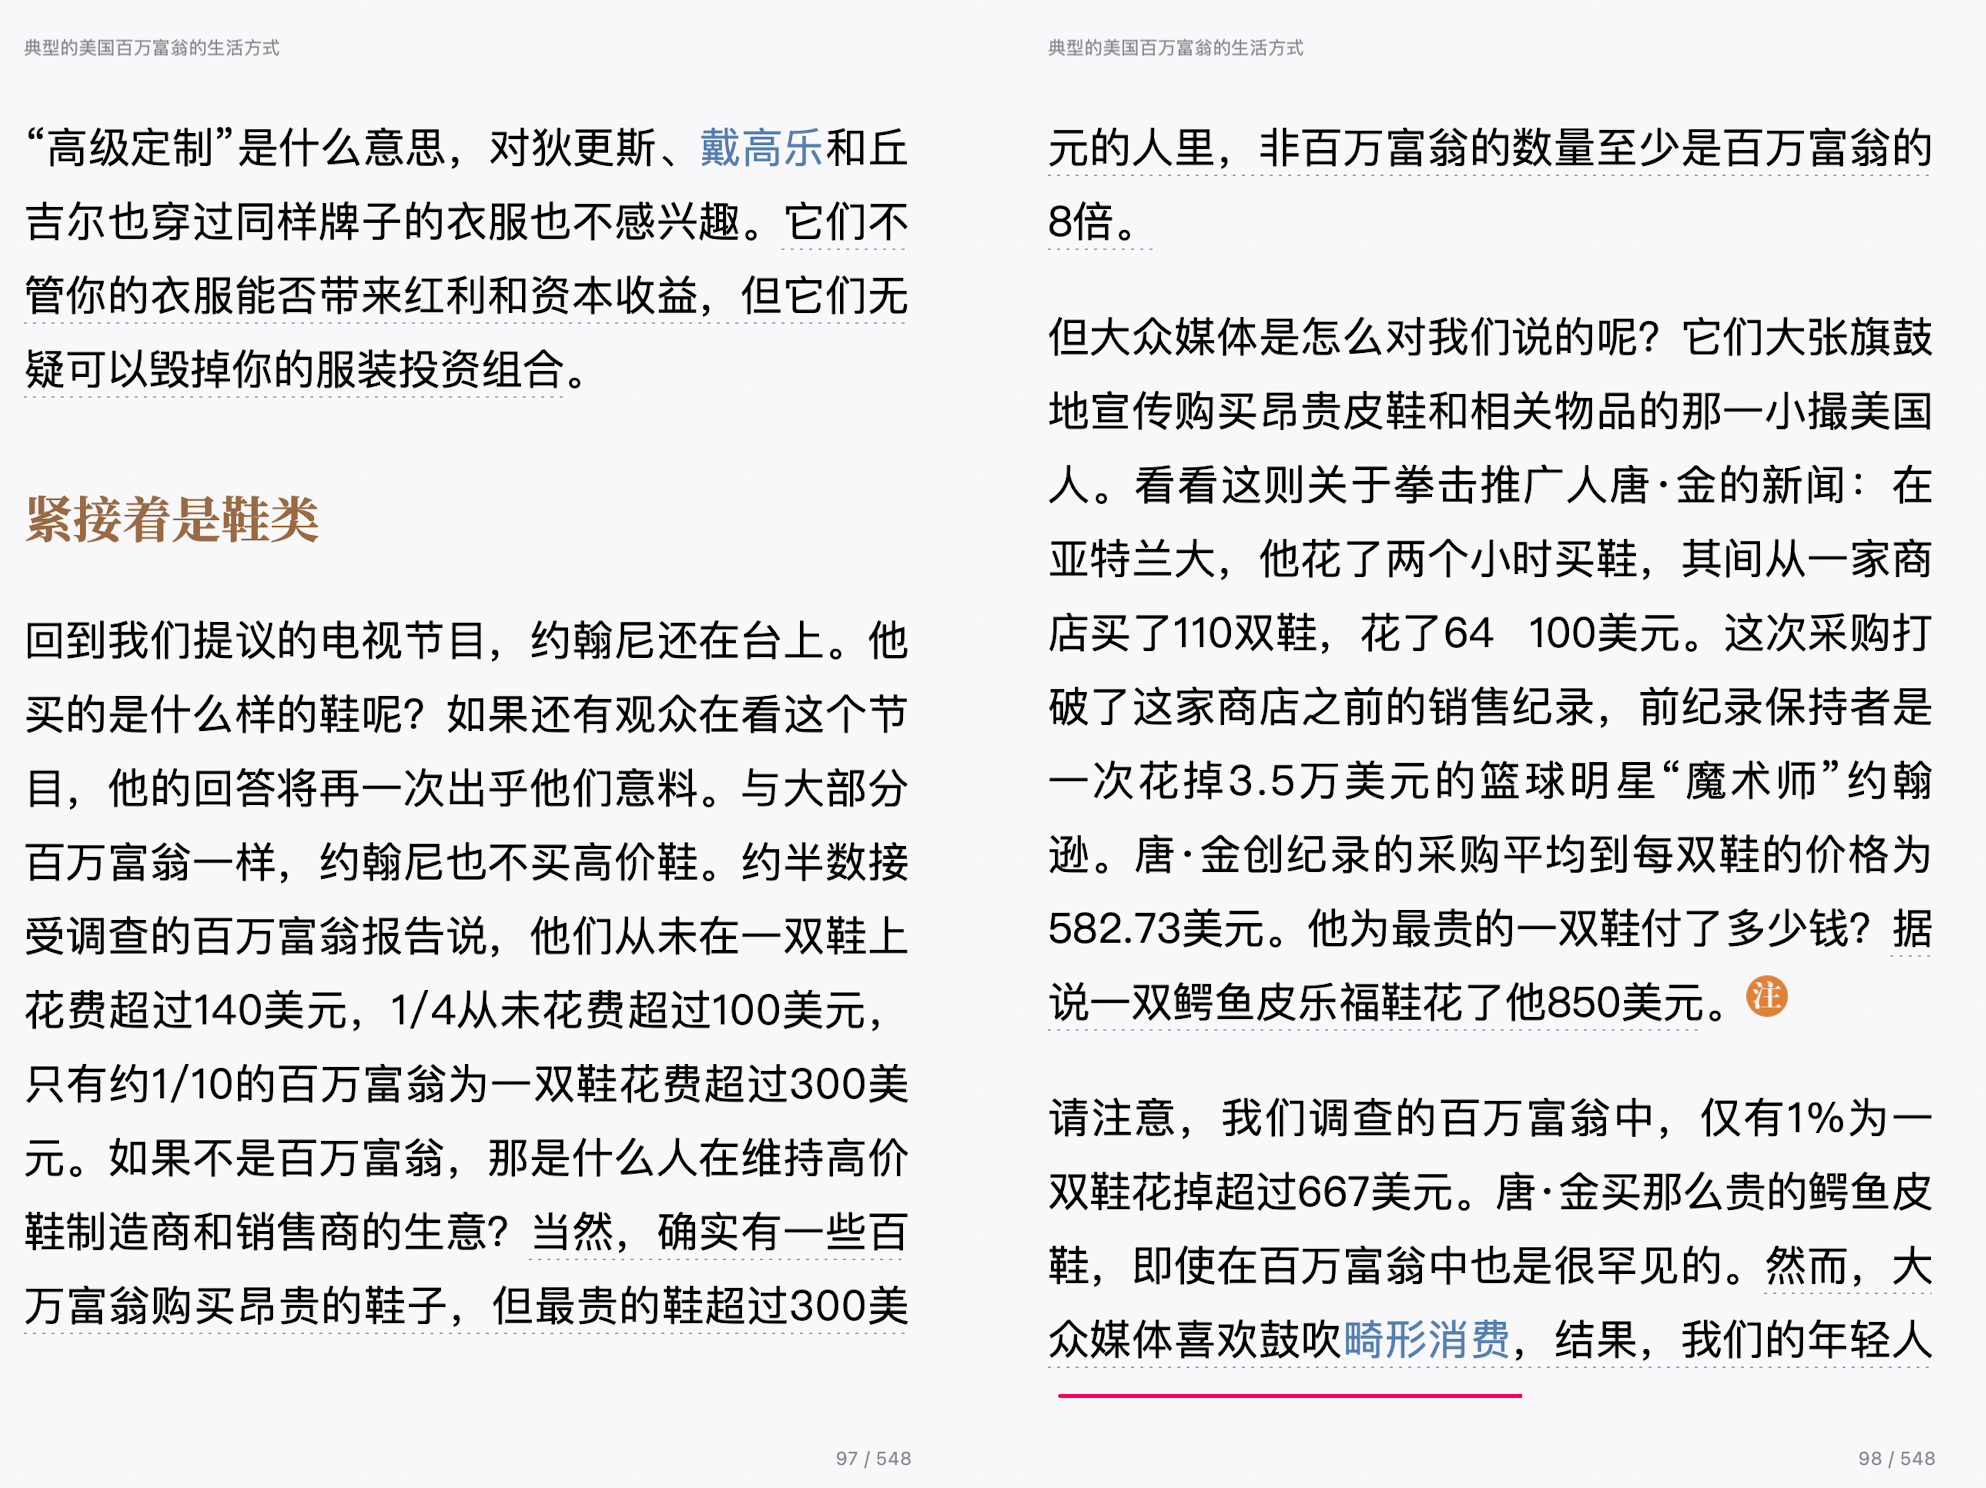 典型的美国百万富翁的生活方式
“高级定制”是什么意思，对狄更斯、戴高乐和丘
吉尔也穿过同样牌子的衣服也不感兴趣。它们不
管你的衣服能否带来红利和资本收益，但它们无
疑可以毁掉你的服装投资组合。
紧接着是鞋类
回到我们提议的电视节目，约翰尼还在台上。他
买的是什么样的鞋呢？如果还有观众在看这个节
目，他的回答将再一次出乎他们意料。与大部分
百万富翁一样，约翰尼也不买高价鞋。约半数接
受调查的百万富翁报告说，他们从未在一双鞋上
花费超过140美元，1/4从未花费超过100美元，
只有约1/10的百万富翁为一双鞋花费超过300美
元。如果不是百万富翁，那是什么人在维持高价
鞋制造商和销售商的生意？当然，确实有一些百
万富翁购买昂贵的鞋子，但最贵的鞋超过300美
97 / 548
典型的美国百万富翁的生活方式
元的人里，非百万富翁的数量至少是百万富翁的
8倍。
但大众媒体是怎么对我们说的呢？它们大张旗鼓
地宣传购买昂贵皮鞋和相关物品的那一小撮美国
人。看看这则关于拳击推广人唐·金的新闻：在
亚特兰大，他花了两个小时买鞋，其间从一家商
店买了110双鞋，花了64 100美元。这次采购打
破了这家商店之前的销售纪录，前纪录保持者是
一次花掉3.5万美元的篮球明星“魔术师”约翰
逊。唐·金创纪录的采购平均到每双鞋的价格为
582.73美元。他为最贵的一双鞋付了多少钱？据
说一双鳄鱼皮乐福鞋花了他850美元。注
请注意，我们调查的百万富翁中，仅有1%为一
双鞋花掉超过667美元。唐·金买那么贵的鳄鱼皮
鞋，即使在百万富翁中也是很罕见的。然而，大
众媒体喜欢鼓吹畸形消费，结果，我们的年轻人
98 / 548